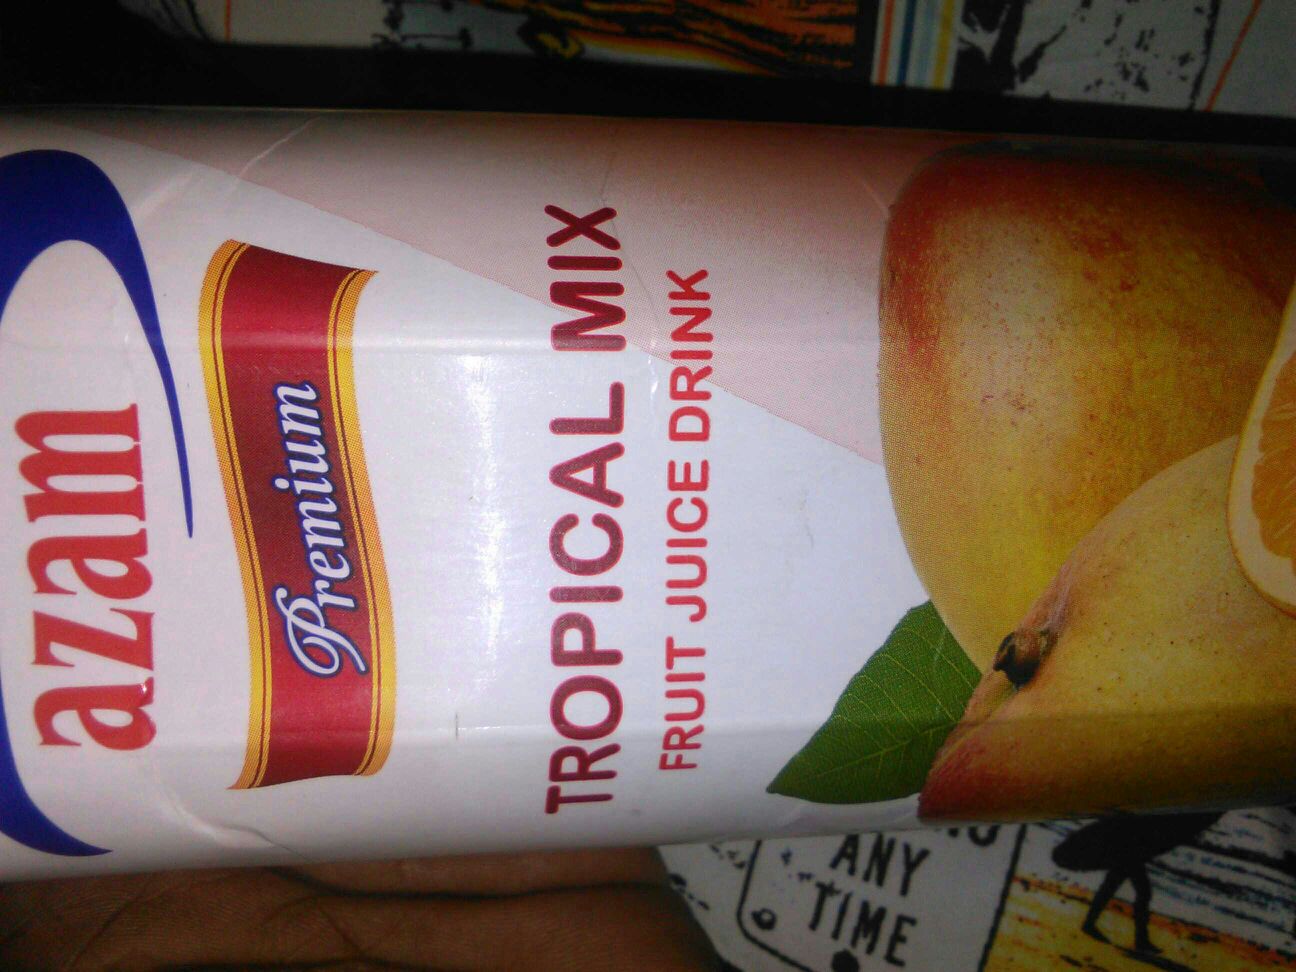 azam
Premium
TROPICAL MIX
FRUIT JUICE DRINK
ANY
TIME